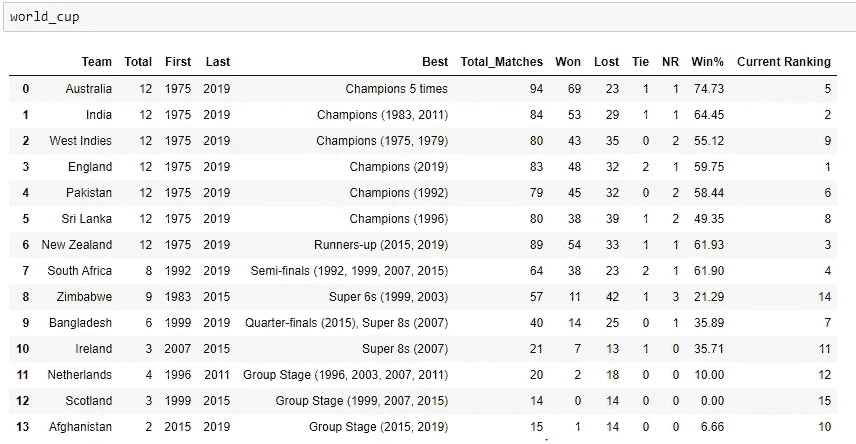 world_cup
Team Total First Last Best Total_Matches Won Lost Tie NR Win% Current Ranking
0 Australia 12 1975 2019 Champions 5 times 94 69 23 1 1 74.73 5
1 India 12 1975 2019 Champions (1983, 2011) 84 53 29 1 1 64.45 2
2 West Indies 12 1975 2019 Champions (1975, 1979) 80 43 35 0 2 55.12 9
3 England 12 1975 2019 Champions (2019) 83 48 32 2 1 59.75 1
4 Pakistan 12 1975 2019 Champions (1992) 79 45 32 0 2 58.44 6
5 Sri Lanka 12 1975 2019 Champions (1996) 80 38 39 1 2 49.35 8
6 New Zealand 12 1975 2019 Runners-up (2015, 2019) 89 54 33 1 1 61.93 3
7 South Africa 8 1992 2019 Semi-finals (1992, 1999, 2007, 2015) 64 38 23 2 1 61.90 4
8 Zimbabwe 9 1983 2015 Super 6s (1999, 2003) 57 11 42 1 3 21.29 14
9 Bangladesh 6 1999 2019 Quarter-finals (2015), Super 8s (2007) 40 14 25 0 1 35.89 7
10 Ireland 3 2007 2015 Super 8s (2007) 21 7 13 1 0 35.71 11
11 Netherlands 4 1996 2011 Group Stage (1996, 2003, 2007, 2011) 20 2 18 0 0 10.00 12
12 Scotland 3 1999 2015 Group Stage (1999, 2007, 2015) 14 0 14 0 0 0.00 15
13 Afghanistan 2 2015 2019 Group Stage (2015, 2019) 15 1 14 0 0 6.66 10